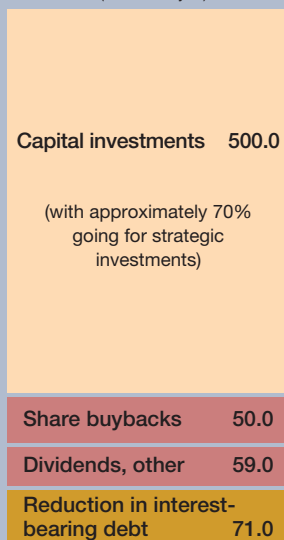 Capital investments 500.0
(with approximately 70%
going for strategic
investments)
Share buybacks 50.0
Dividends, other 59.0
Reduction in interest-
bearing debt 71.0